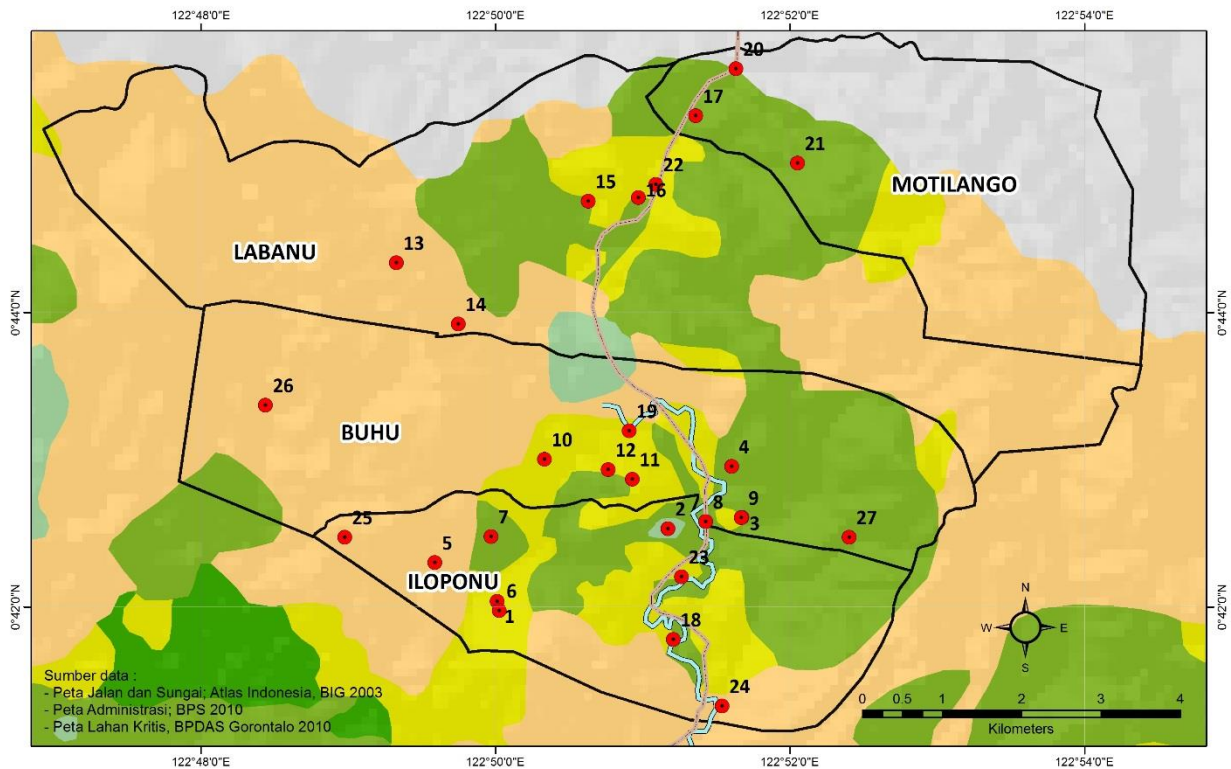 122°48'0"E 122°50'0"E 122°52'0"E 122°54'0"E
20
17
21
22
MOTILANGO
15
16
LABANU
13
0°44'0"N
14
0°44'0"N
26
19
BUHU
10
4
12
11
9
2
8
25
7
3
27
5
23
ILOPONU
6
N
0°42'0"N
1
W E
0°42'0"N
18
S
Sumber data :
- Peta Jalan dan Sungai; Atlas Indonesia, BIG 2003
- Peta Administrasi; BPS 2010
- Peta Lahan Kritis, BPDAS Gorontalo 2010
24
0 0.5 1 2 3 4
Kilometers
122°48'0"E 122°50'0"E 122°52'0"E 122°54'0"E